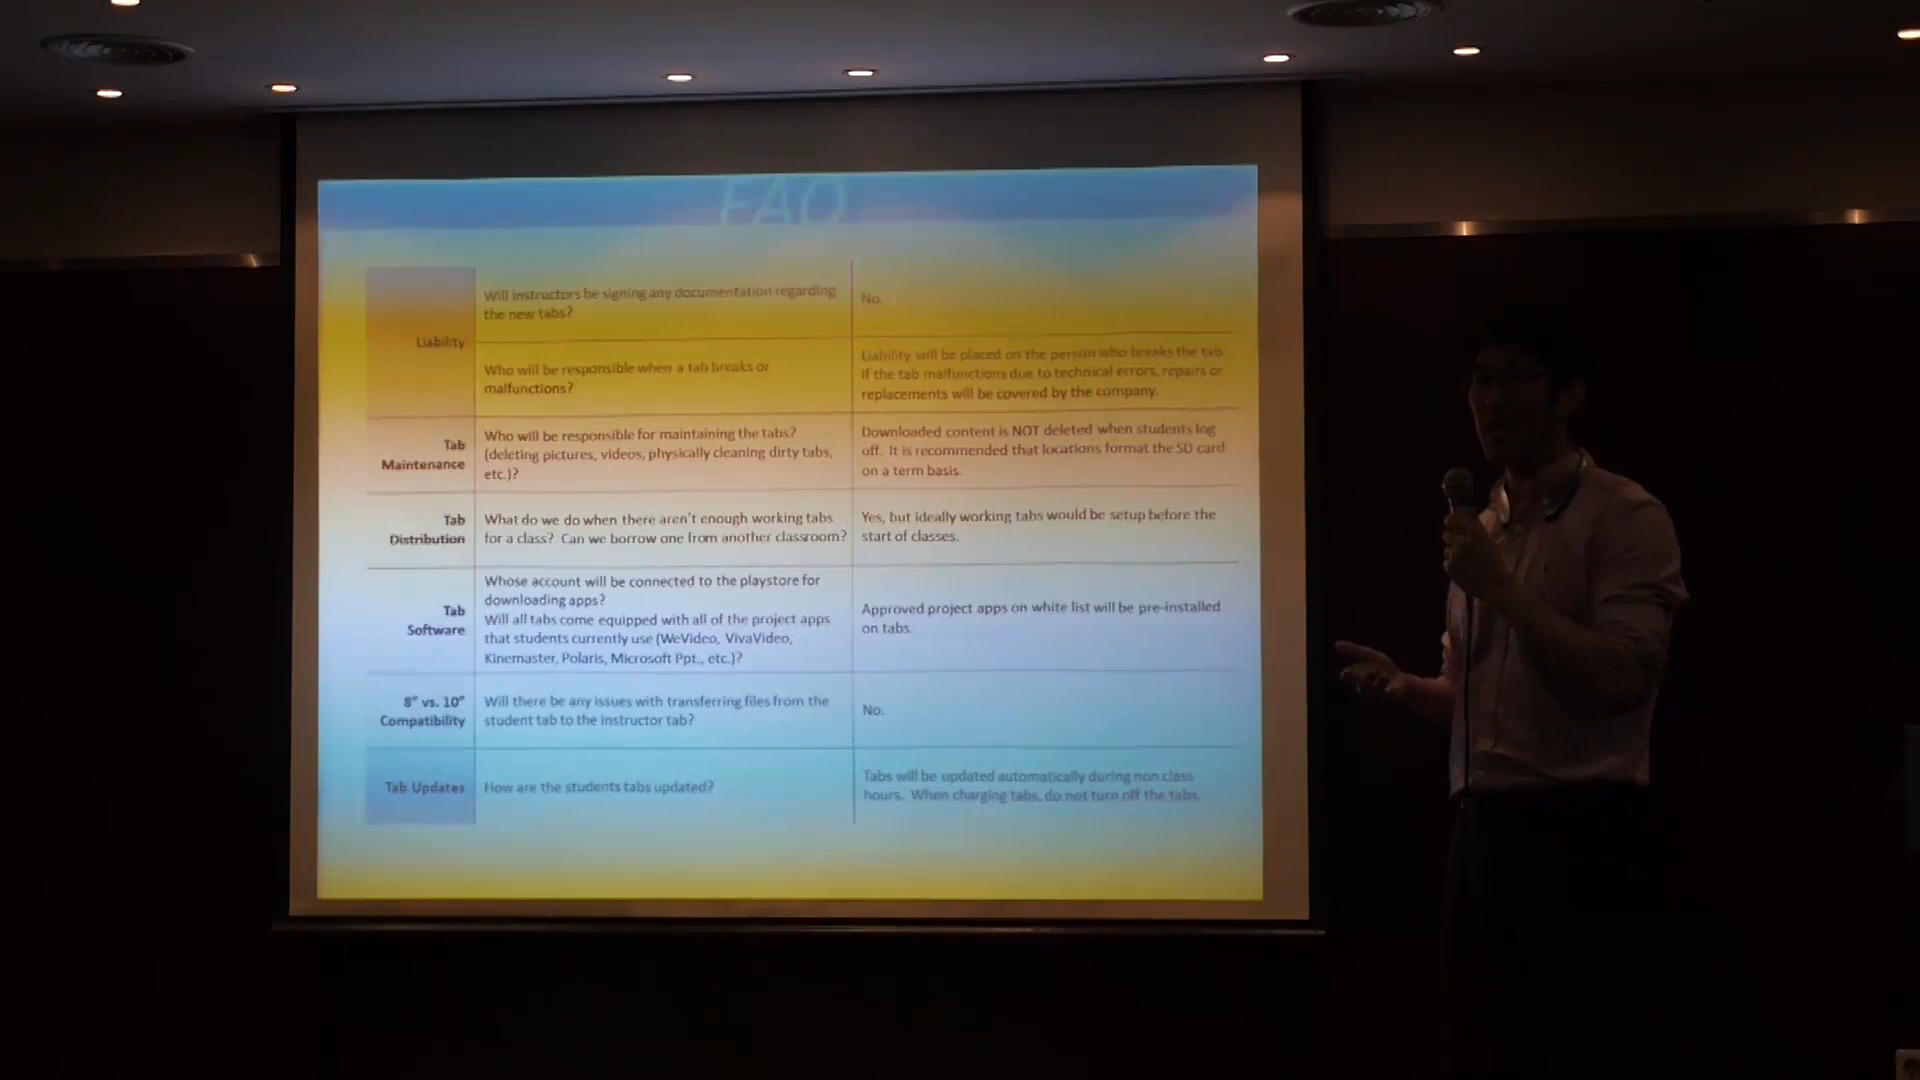 FAQ
Will instructors be signing any documentation regarding
the new tabs?
No.
Liability
Who will be responsible when a tab breaks or
malfunctions?
Liability will be placed on the person who breaks the tab.
If the tab malfunctions due to technical errors, repairs or
replacements will be covered by the company.
Tab
Maintenance
Who will be responsible for maintaining the tabs?
(deleting pictures, videos, physically cleaning dirty tabs,
etc.)?
Downloaded content is NOT deleted when students log
off. It is recommended that locations format the SD card
on a term basis.
Tab
Distribution
What do we do when there aren't enough working tabs
for a class? Can we borrow one from another classroom?
Yes, but ideally working tabs would be setup before the
start of classes.
Tab
Software
Whose account will be connected to the playstore for
downloading apps?
Will all tabs come equipped with all of the project apps
that students currently use (WeVideo, VivaVideo,
Kinemaster, Polaris, Microsoft Ppt., etc.)?
Approved project apps on white list will be pre-installed
on tabs.
8" vs. 10"
Compatibility
Will there be any issues with transferring files from the
student tab to the instructor tab?
No.
Tab Updates
How are the students tabs updated?
Tabs will be updated automatically during non class
hours. When charging tabs, do not turn off the tabs.